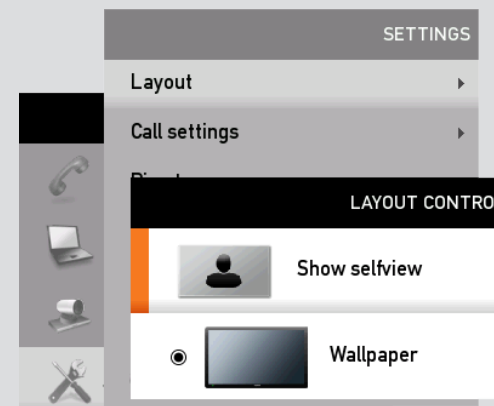 SETTINGS
Layout
Call settings
LAYOUT CONTRO
Show selfview
Wallpaper